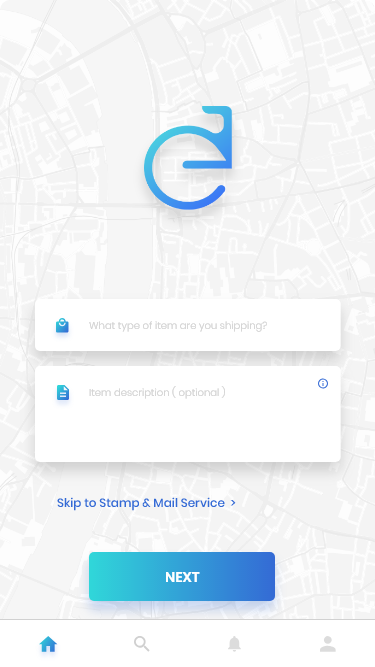 What type of item are you shipping?
Item description ( optional )
Skip to Stamp & Mail Service >
NEXT